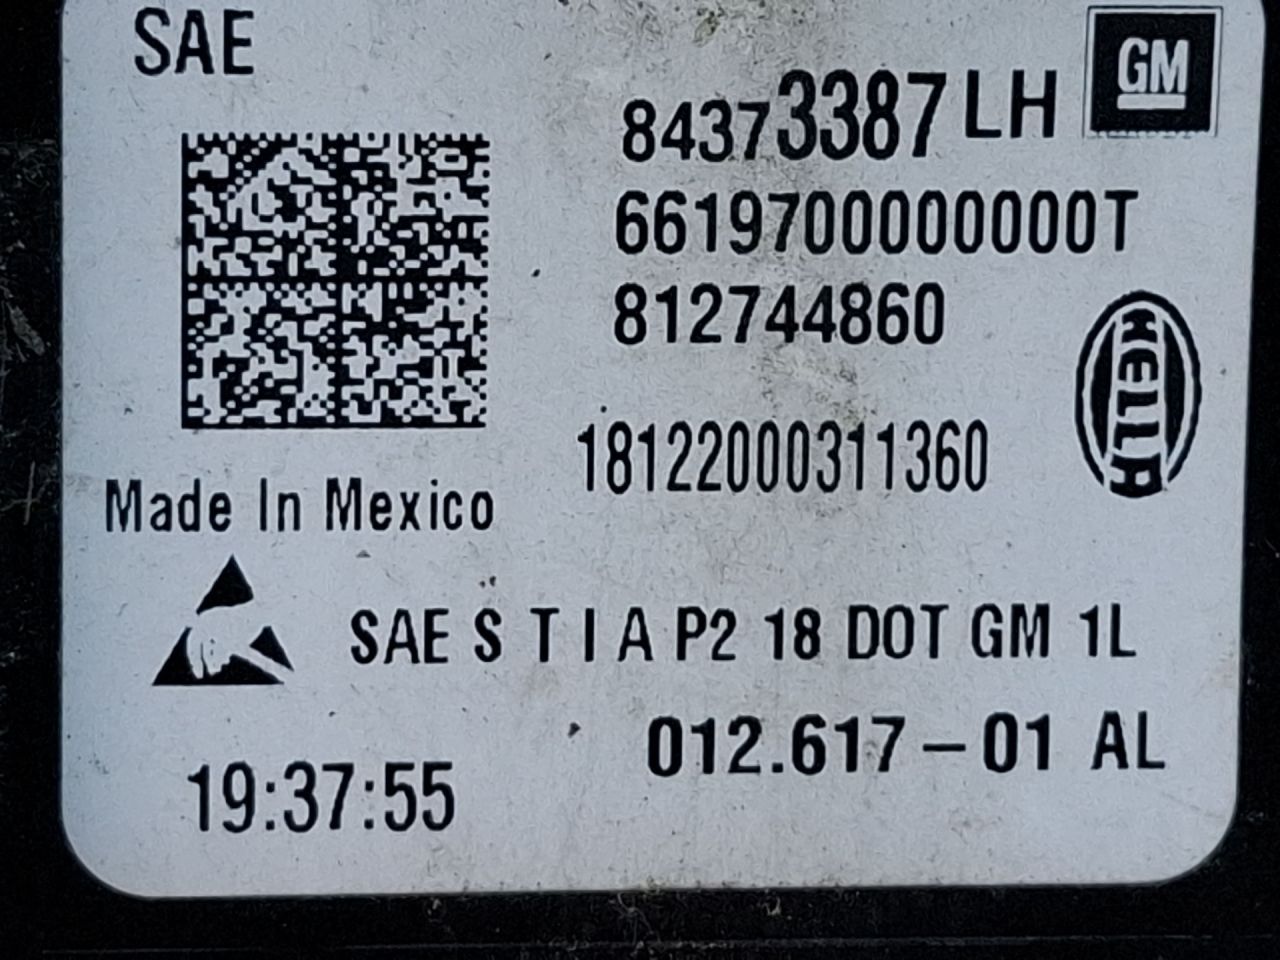 SAE
GM
84373387 LH
6619700000000T
812744860
HELLA
18122000311360
Made In Mexico
SAE S T I A P2 18 DOT GM 1L
012.617-01 AL
19:37:55